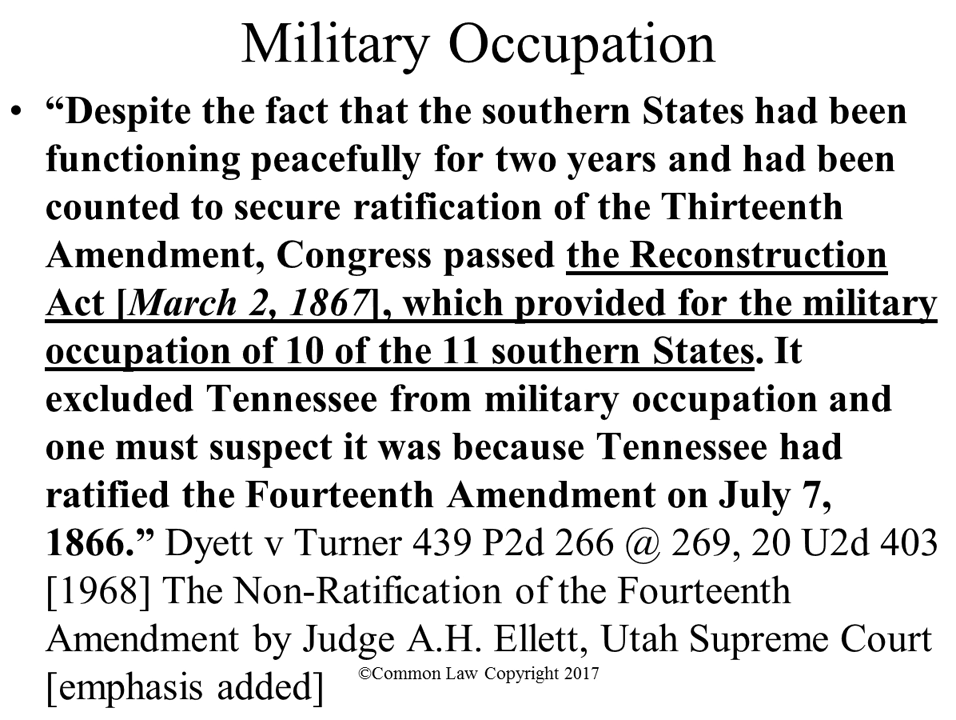 Military Occupation
• “Despite the fact that the southern States had been
functioning peacefully for two years and had been
counted to secure ratification of the Thirteenth
Amendment, Congress passed the Reconstruction
Act [March 2, 1867], which provided for the military
occupation of 10 of the 11 southern States. It
excluded Tennessee from military occupation and
one must suspect it was because Tennessee had
ratified the Fourteenth Amendment on July 7,
1866.” Dyett v Turner 439 P2d 266 @ 269, 20 U2d 403
[1968] The Non-Ratification of the Fourteenth
Amendment by Judge A.H. Ellett, Utah Supreme Court
[emphasis added]
©Common Law Copyright 2017